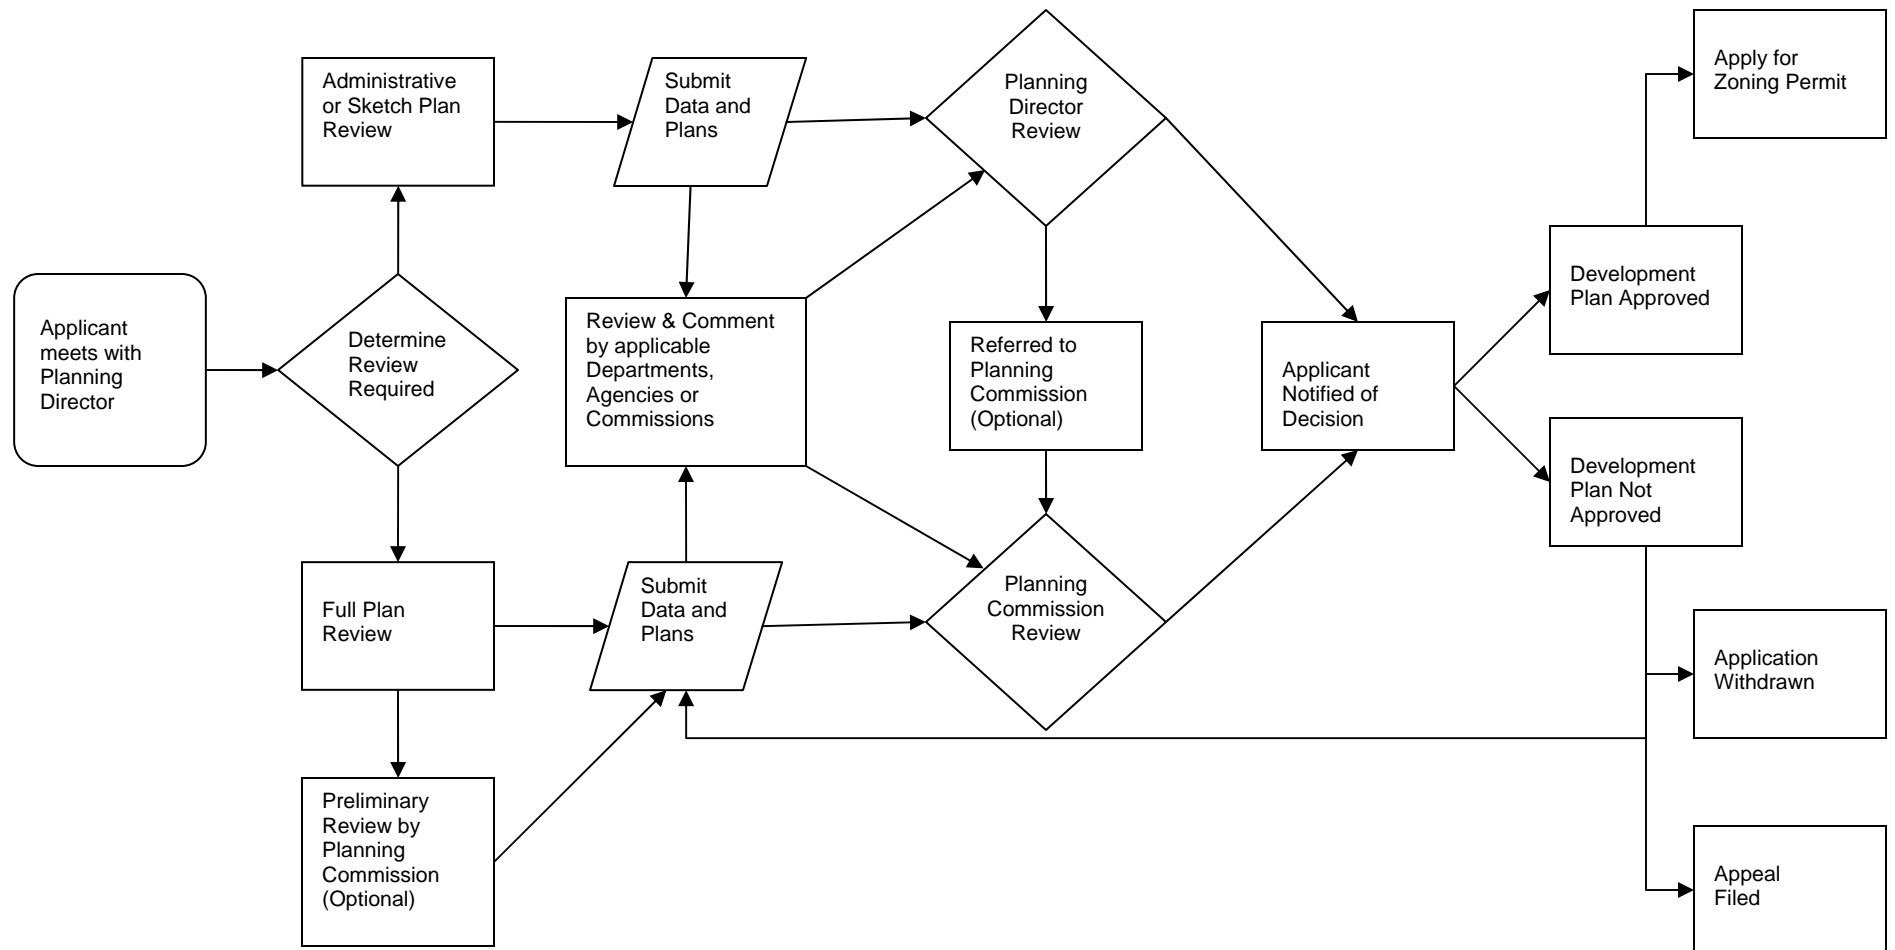 Applicant
meets with
Planning
Director
Determine
Review
Required
Administrative
or Sketch Plan
Review
Full Plan
Review
Preliminary
Review by
Planning
Commission
(Optional)
Submit
Data and
Plans
Review & Comment
by applicable
Departments,
Agencies or
Commissions
Submit
Data and
Plans
Planning
Director
Review
Referred to
Planning
Commission
(Optional)
Planning
Commission
Review
Applicant
Notified of
Decision
Development
Plan Approved
Development
Plan Not
Approved
Apply for
Zoning Permit
Application
Withdrawn
Appeal
Filed